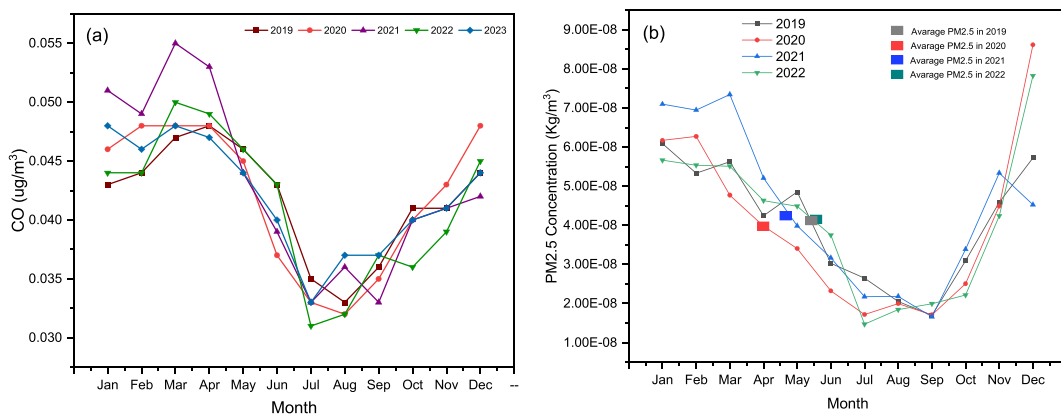 (a)
2019 2020 2021 2022 2023
0.055
0.050
0.045
0.040
0.035
0.030
CO (ug/m³)
Jan Feb Mar Apr May Jun Jul Aug Sep Oct Nov Dec --
Month
(b)
2019
2020
2021
2022
Avarage PM2.5 in 2019
Avarage PM2.5 in 2020
Avarage PM2.5 in 2021
Avarage PM2.5 in 2022
9.00E-08
8.00E-08
7.00E-08
6.00E-08
5.00E-08
4.00E-08
3.00E-08
2.00E-08
1.00E-08
PM2.5 Concentration (Kg/m³)
Jan Feb Mar Apr May Jun Jul Aug Sep Oct Nov Dec
Month